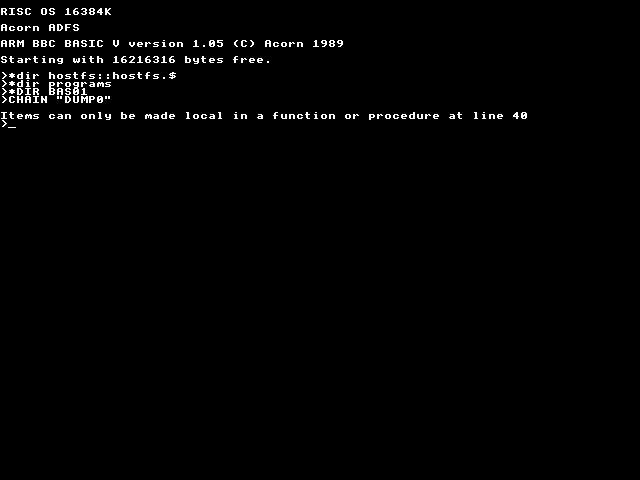 RISC OS 16384K
Acorn ADFS
ARM BBC BASIC V version 1.05 (C) Acorn 1989
Starting with 16216316 bytes free.
>*dir hostfs::hostfs.$
>*dir programs
>*DIR BAS01
>CHAIN "DUMP0"
Items can only be made local in a function or procedure at line 40
>_